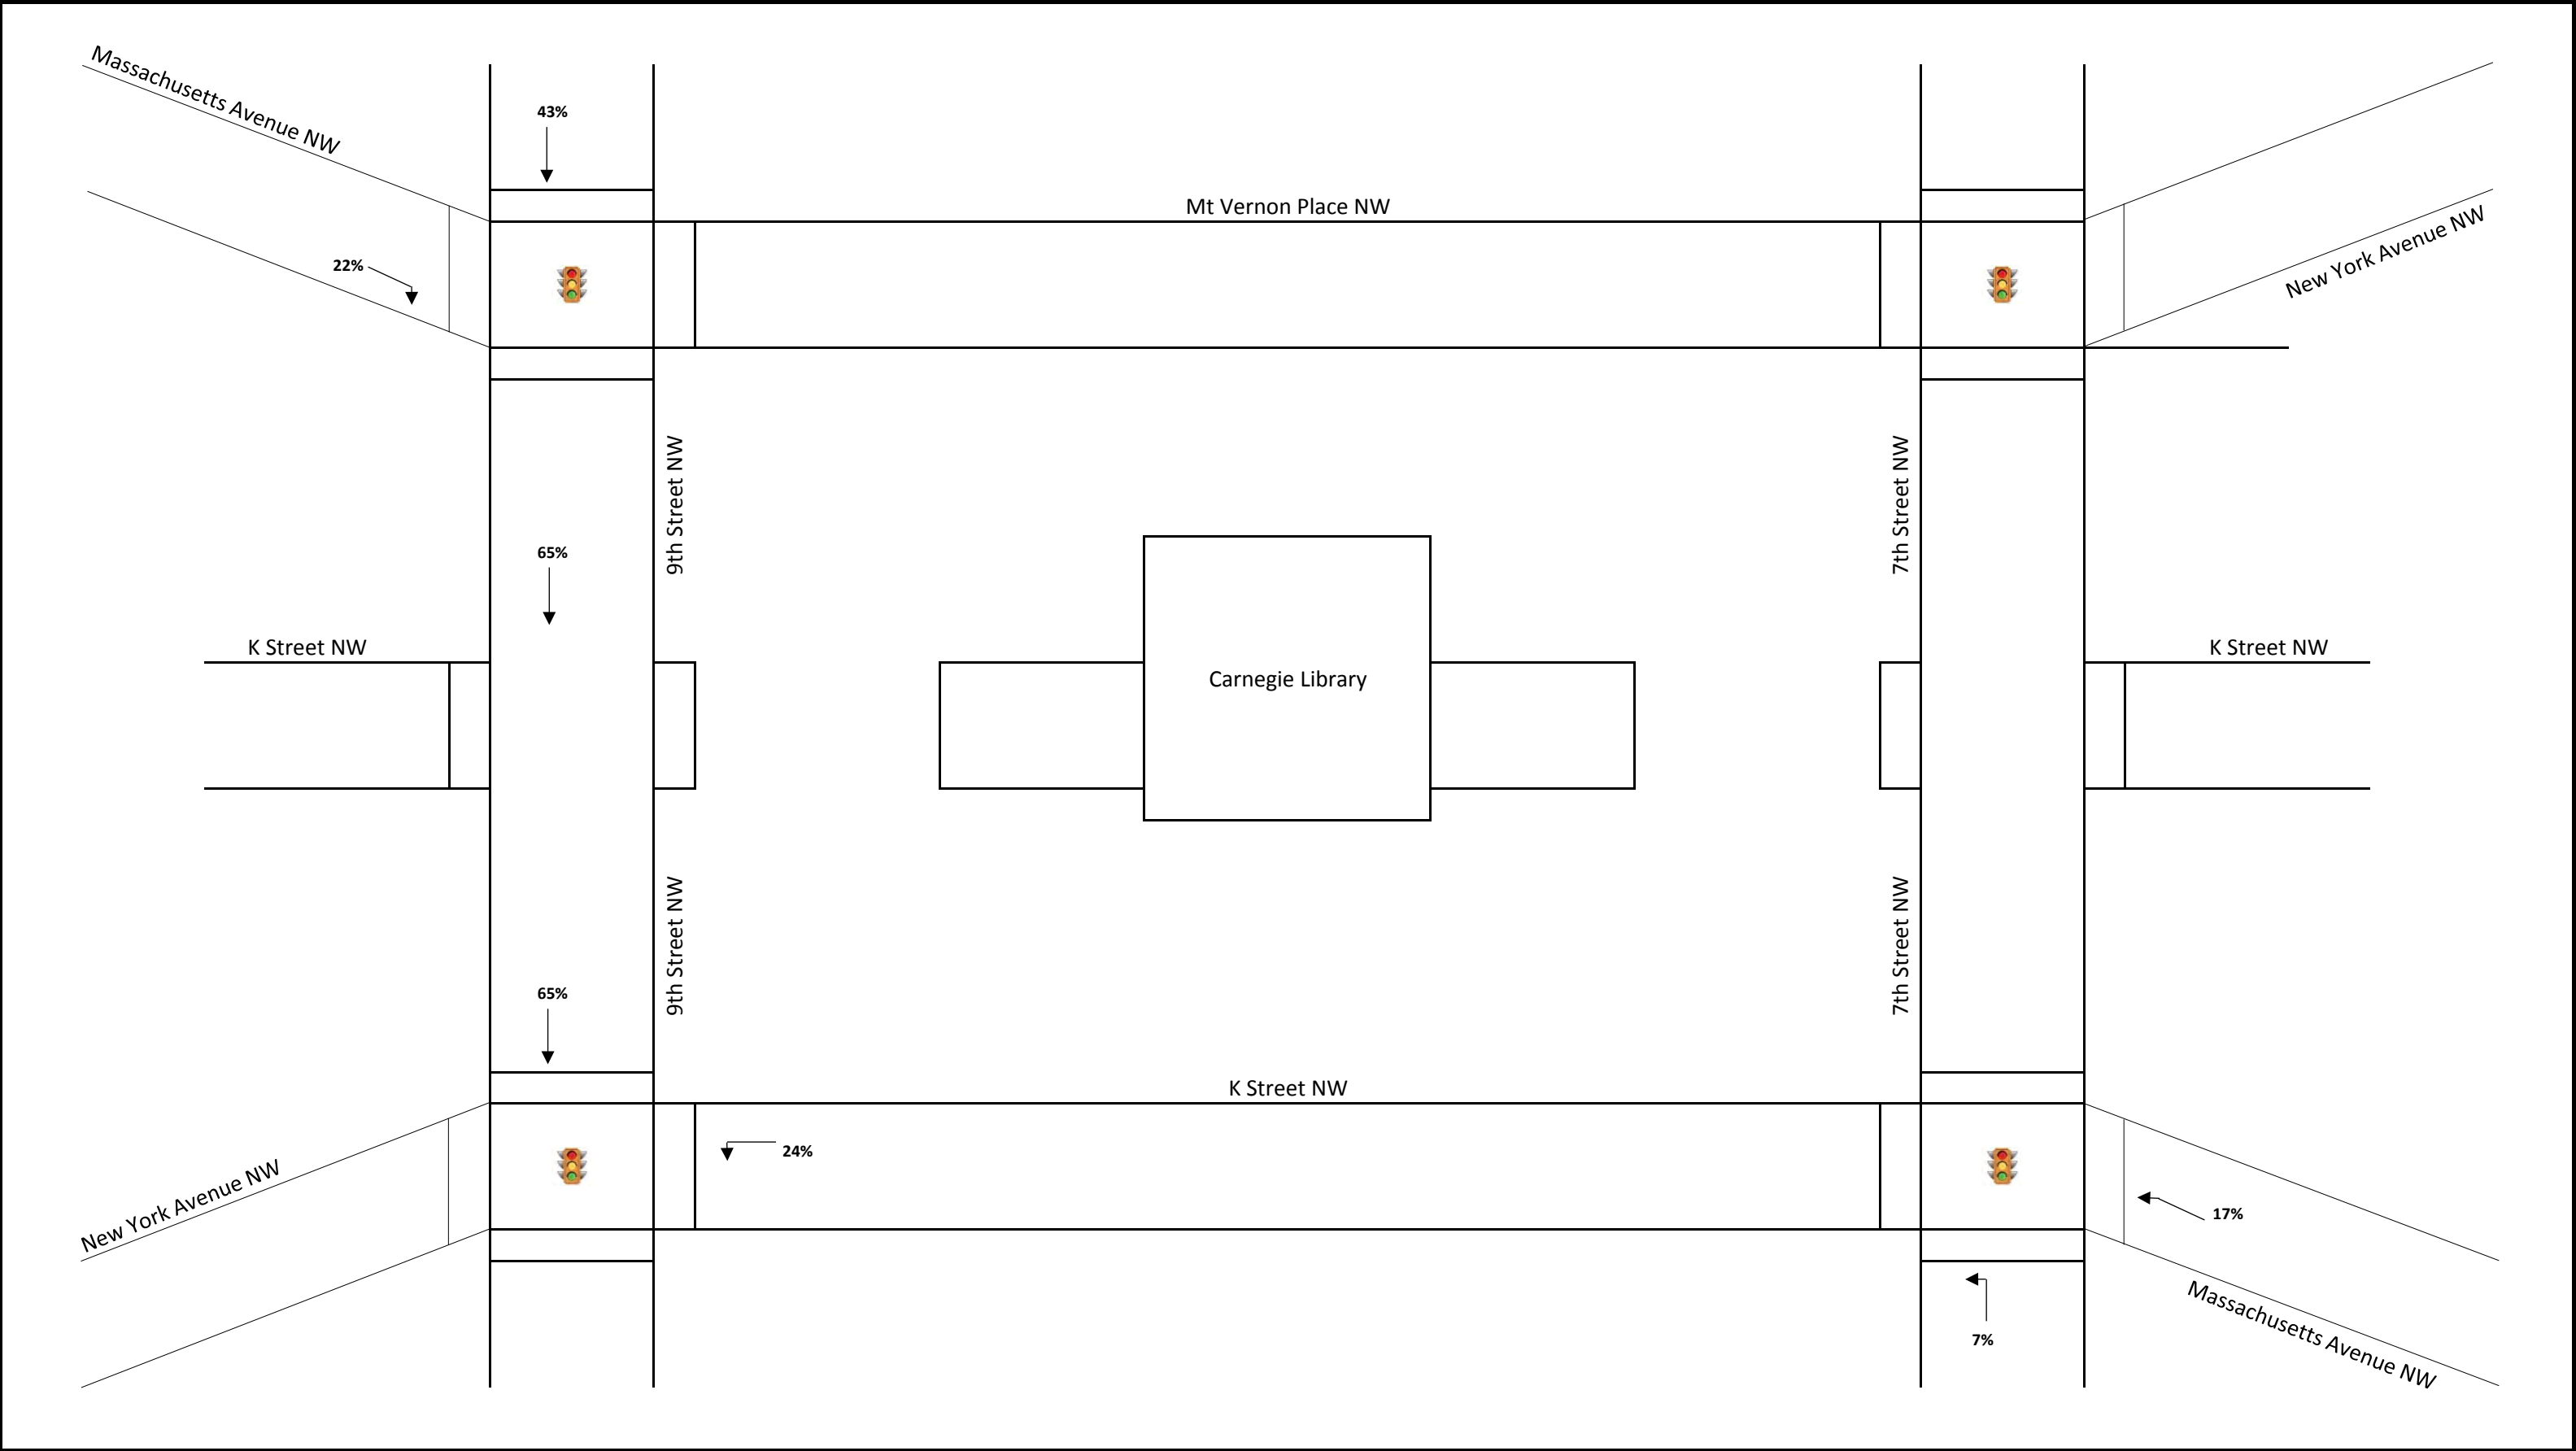 Massachusetts Avenue NW
43%
Mt Vernon Place NW
New York Avenue NW
22%
9th Street NW
7th Street NW
65%
K Street NW
K Street NW
Carnegie Library
9th Street NW
7th Street NW
65%
K Street NW
24%
New York Avenue NW
17%
Massachusetts Avenue NW
7%